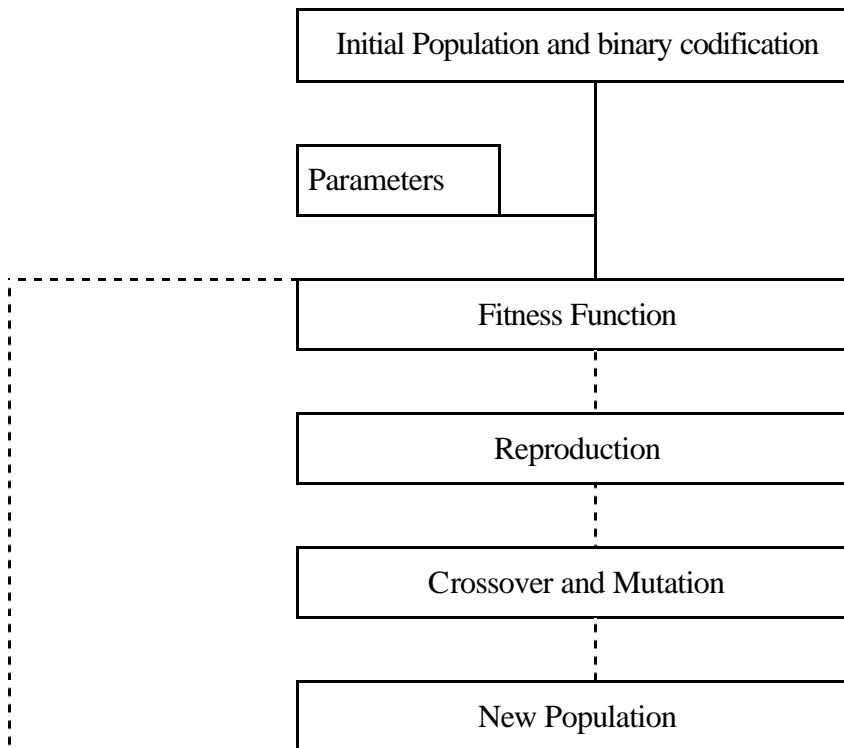 Initial Population and binary codification
Parameters
Fitness Function
Reproduction
Crossover and Mutation
New Population